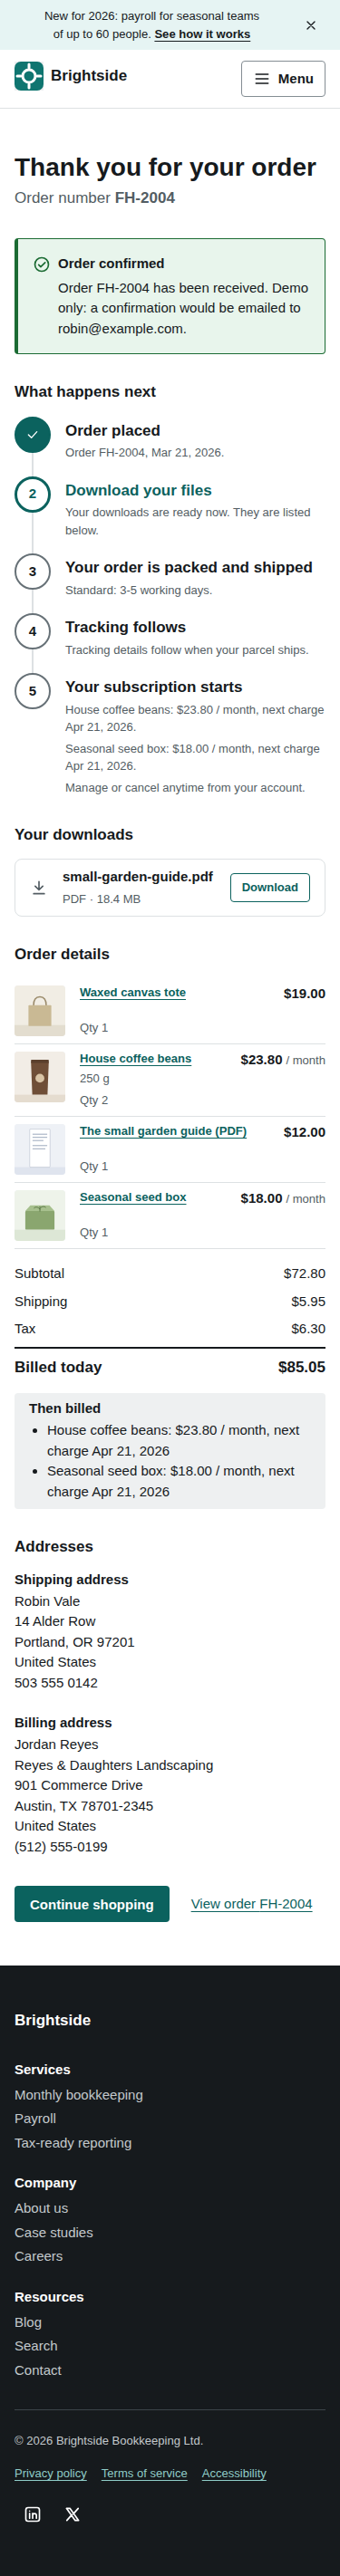 New for 2026: payroll for seasonal teams
of up to 60 people. See how it works
Brightside
Menu
Thank you for your order
Order number FH-2004
Order confirmed
Order FH-2004 has been received. Demo
only: a confirmation would be emailed to
robin@example.com.
What happens next
Order placed
Order FH-2004, Mar 21, 2026.
2
Download your files
Your downloads are ready now. They are listed
below.
3
Your order is packed and shipped
Standard: 3-5 working days.
4
Tracking follows
Tracking details follow when your parcel ships.
5
Your subscription starts
House coffee beans: $23.80 / month, next charge
Apr 21, 2026.
Seasonal seed box: $18.00 / month, next charge
Apr 21, 2026.
Manage or cancel anytime from your account.
Your downloads
small-garden-guide.pdf
PDF · 18.4 MB
Download
Order details
Waxed canvas tote $19.00
Qty 1
House coffee beans $23.80 / month
250 g
Qty 2
The small garden guide (PDF) $12.00
Qty 1
Seasonal seed box $18.00 / month
Qty 1
Subtotal $72.80
Shipping $5.95
Tax $6.30
Billed today $85.05
Then billed
• House coffee beans: $23.80 / month, next
charge Apr 21, 2026
• Seasonal seed box: $18.00 / month, next
charge Apr 21, 2026
Addresses
Shipping address
Robin Vale
14 Alder Row
Portland, OR 97201
United States
503 555 0142
Billing address
Jordan Reyes
Reyes & Daughters Landscaping
901 Commerce Drive
Austin, TX 78701-2345
United States
(512) 555-0199
Continue shopping View order FH-2004
Brightside
Services
Monthly bookkeeping
Payroll
Tax-ready reporting
Company
About us
Case studies
Careers
Resources
Blog
Search
Contact
© 2026 Brightside Bookkeeping Ltd.
Privacy policy Terms of service Accessibility